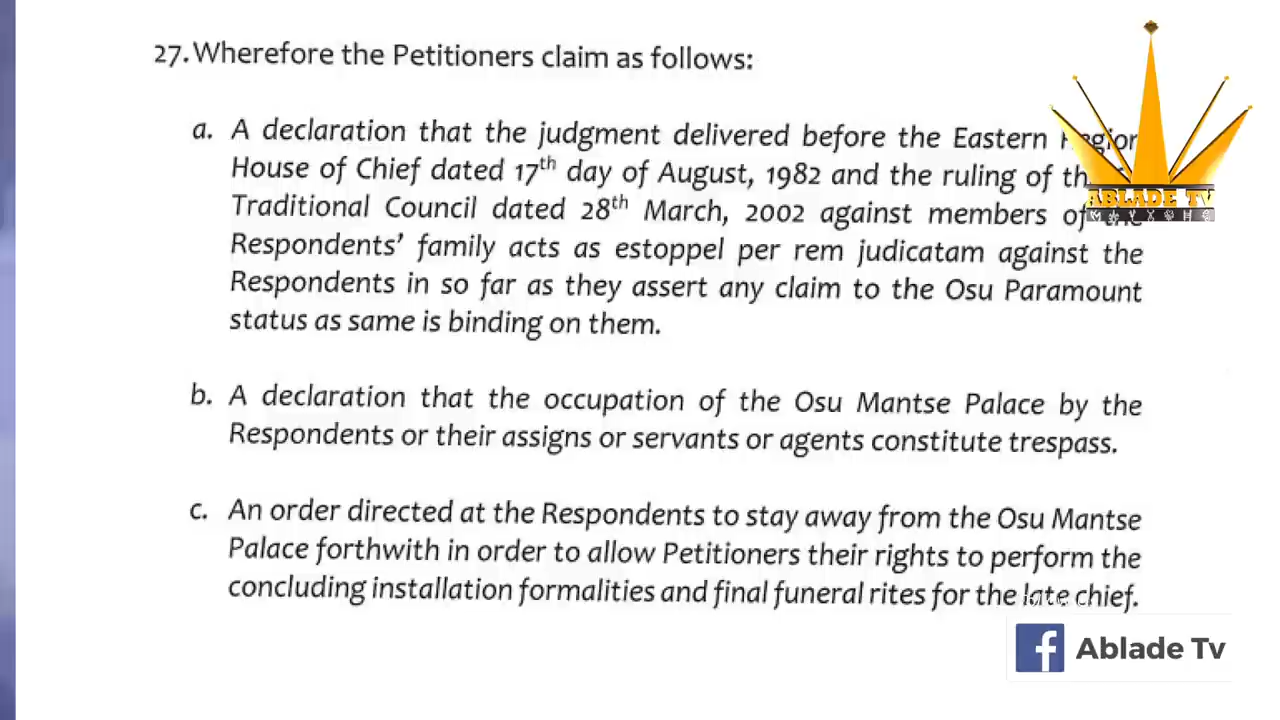 27. Wherefore the Petitioners claim as follows:
a. A declaration that the judgment delivered before the Eastern Region
House of Chief dated 17th day of August, 1982 and the ruling of
Traditional Council dated 28th March, 2002 against members of the
Respondents' family acts as estoppel per rem judicatam against the
Respondents in so far as they assert any claim to the Osu Paramount
status as same is binding on them.
b. A declaration that the occupation of the Osu Mantse Palace by the
Respondents or their assigns or servants or agents constitute trespass.
c. An order directed at the Respondents to stay away from the Osu Mantse
Palace forthwith in order to allow Petitioners their rights to perform the
concluding installation formalities and final funeral rites for the late chief.
ABLADE TV
f Ablade Tv